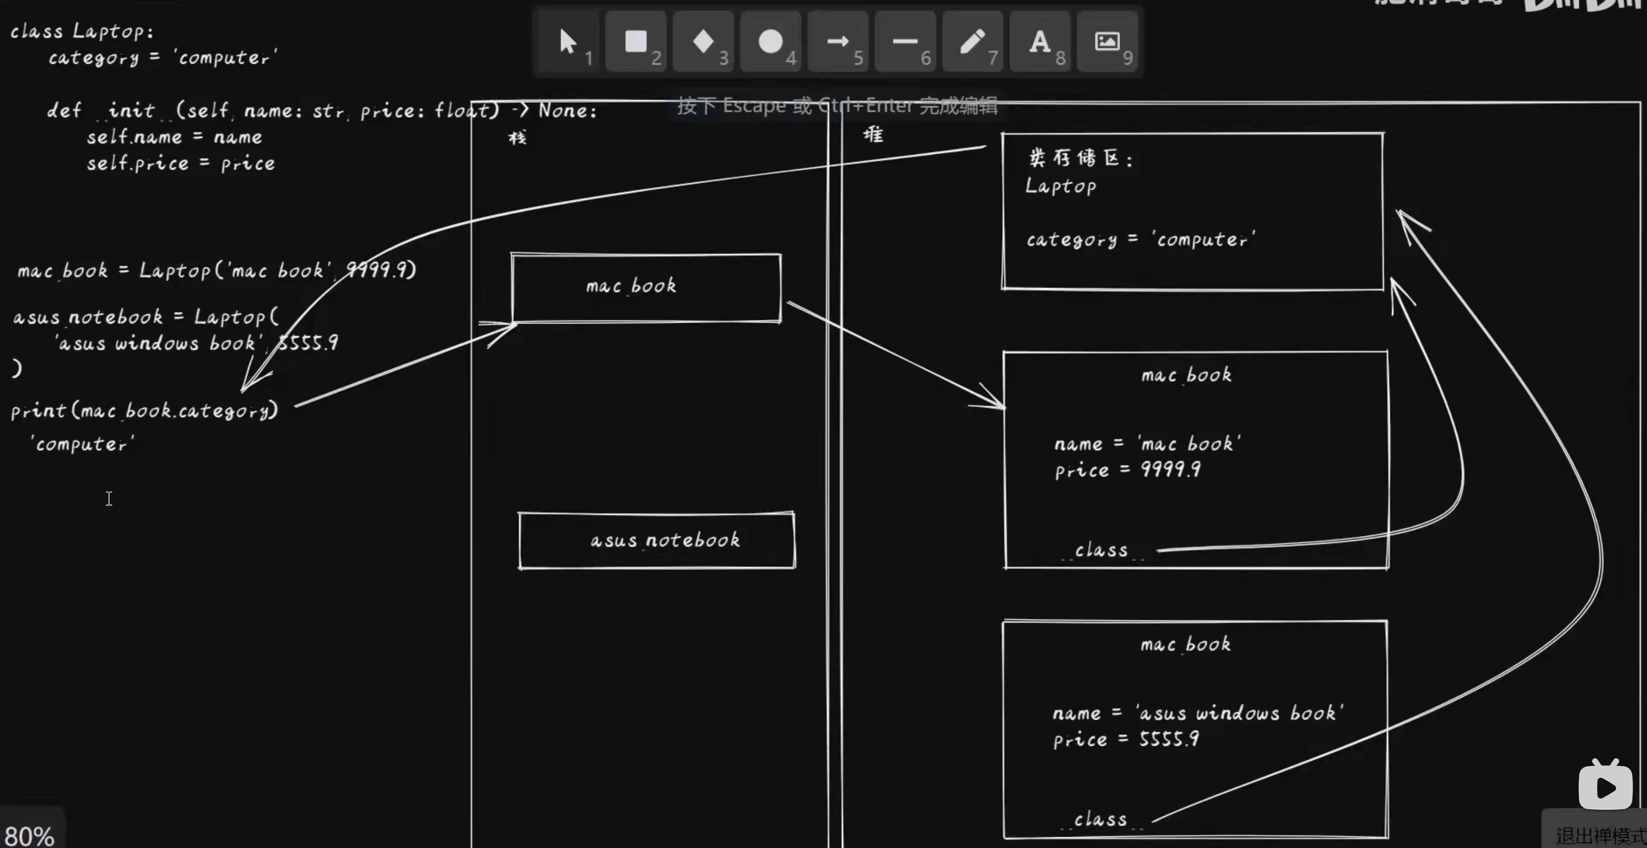 class Laptop:
category = 'computer'
def __init__(self, name: str, price: float) -> None:
self.name = name
self.price = price
mac_book = Laptop('mac book', 9999.9)
asus_notebook = Laptop(
'asus windows book', 5555.9
)
print(mac_book.category)
'computer'
1
2
3
4
5
6
7
A
8
9
按下 Escape 或 Ctrl+Enter 完成编辑
栈
mac_book
asus_notebook
堆
类存储区:
Laptop
category = 'computer'
mac_book
name = 'mac book'
price = 9999.9
__class__
mac_book
name = 'asus windows book'
price = 5555.9
__class__
80%
退出禅模式